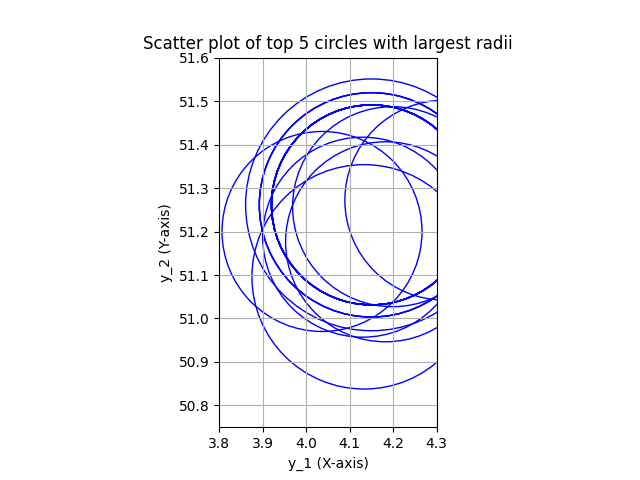 Scatter plot of top 5 circles with largest radii
51.6
51.5
51.4
51.3
51.2
51.1
51.0
50.9
50.8
y_2 (Y-axis)
3.8 3.9 4.0 4.1 4.2 4.3
y_1 (X-axis)